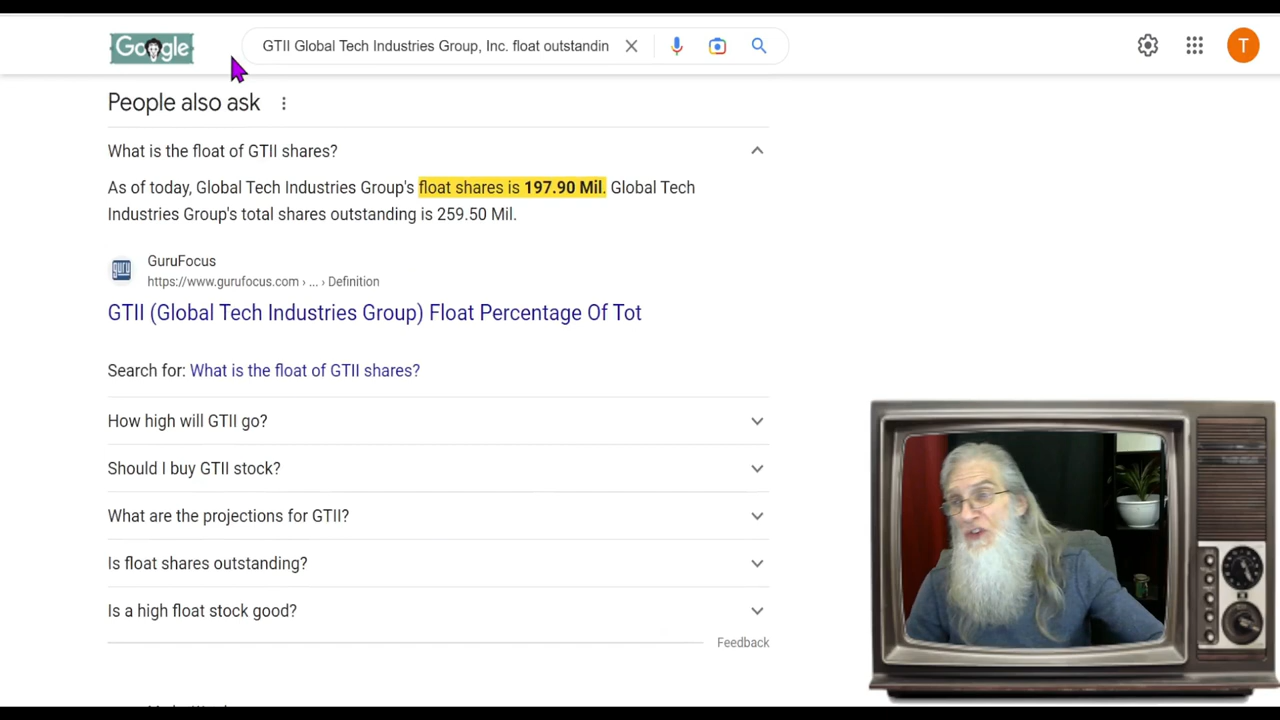 Google
GTII Global Tech Industries Group, Inc. float outstandin
T
People also ask
What is the float of GTII shares?
As of today, Global Tech Industries Group's float shares is 197.90 Mil. Global Tech
Industries Group's total shares outstanding is 259.50 Mil.
guru
GuruFocus
https://www.gurufocus.com › ... › Definition
GTII (Global Tech Industries Group) Float Percentage Of Tot
Search for: What is the float of GTII shares?
How high will GTII go?
Should I buy GTII stock?
What are the projections for GTII?
Is float shares outstanding?
Is a high float stock good?
Feedback